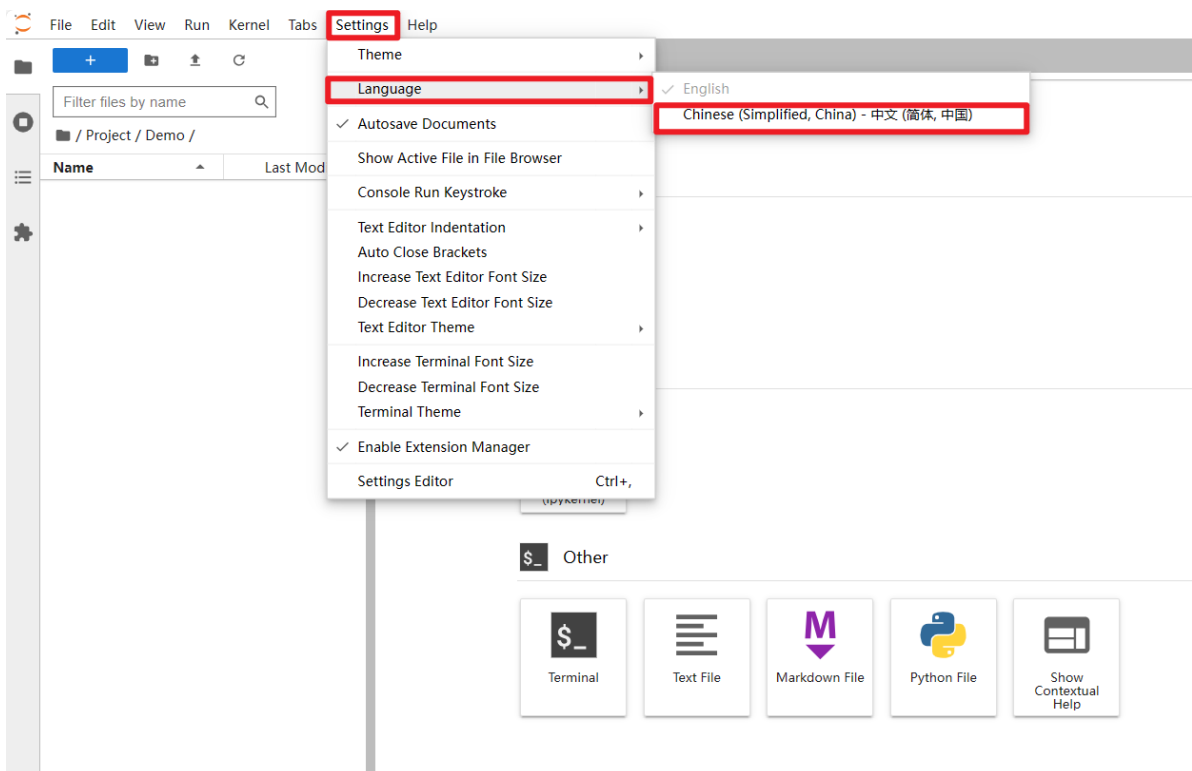 File Edit View Run Kernel Tabs Settings Help
+
Filter files by name
/ Project / Demo /
Name Last Mod
Theme
Language
Autosave Documents
Show Active File in File Browser
Console Run Keystroke
Text Editor Indentation
Auto Close Brackets
Increase Text Editor Font Size
Decrease Text Editor Font Size
Text Editor Theme
Increase Terminal Font Size
Decrease Terminal Font Size
Terminal Theme
Enable Extension Manager
Settings Editor Ctrl+,
English
Chinese (Simplified, China) - 中文 (简体, 中国)
(ipykernel)
$_ Other
$_
Terminal
Text File
M
Markdown File
Python File
Show
Contextual
Help